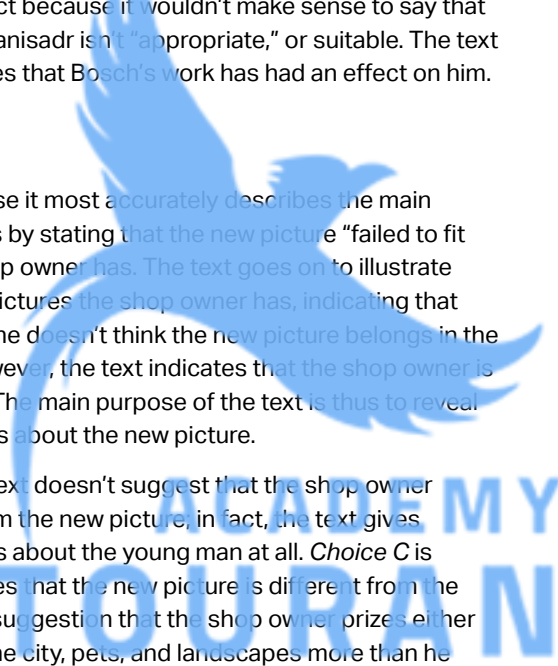 ct because it wouldn't make sense to say that
anisadr isn't “appropriate,” or suitable. The text
es that Bosch's work has had an effect on him.
se it most accurately describes the main
s by stating that the new picture “failed to fit
p owner has. The text goes on to illustrate
ictures the shop owner has, indicating that
he doesn't think the new picture belongs in the
wever, the text indicates that the shop owner is
The main purpose of the text is thus to reveal
s about the new picture.
ext doesn't suggest that the shop owner
m the new picture; in fact, the text gives
s about the young man at all. Choice C is
es that the new picture is different from the
suggestion that the shop owner prizes either
he city, pets, and landscapes more than he
ACADEMY
TOURAN